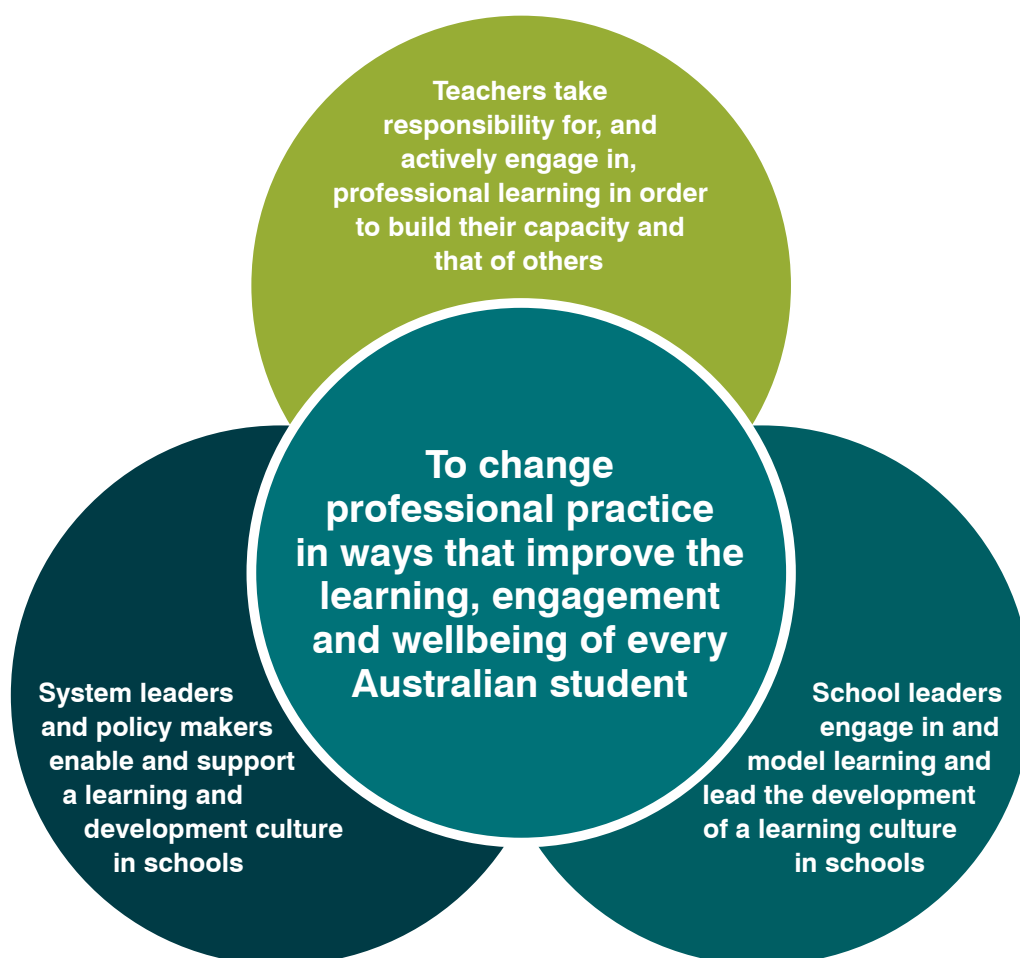 Teachers take
responsibility for, and
actively engage in,
professional learning in order
to build their capacity and
that of others
To change
professional practice
in ways that improve the
learning, engagement
and wellbeing of every
Australian student
System leaders
and policy makers
enable and support
a learning and
development culture
in schools
School leaders
engage in and
model learning and
lead the development
of a learning culture
in schools